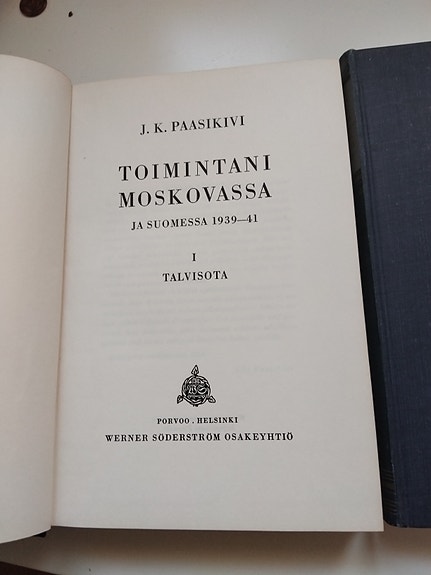 J. K. PAASIKIVI
TOIMINTANI
MOSKOVASSA
JA SUOMESSA 1939—41
I
TALVISOTA
PORVOO . HELSINKI
WERNER SÖDERSTRÖM OSAKEYHTIÖ